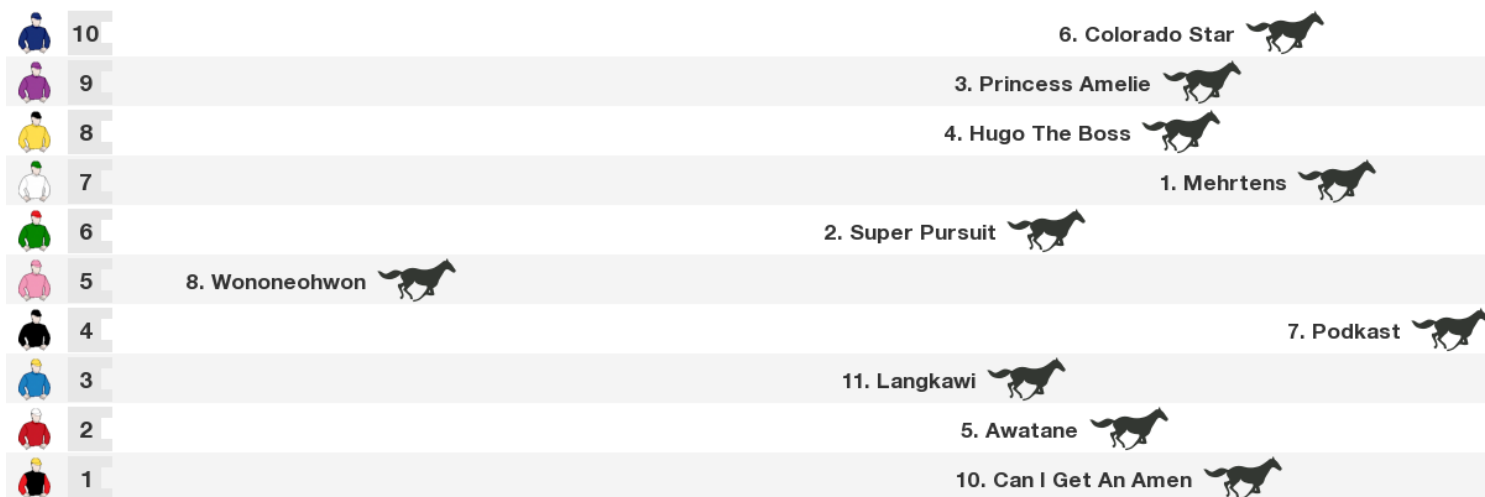 10 6. Colorado Star
9 3. Princess Amelie
8 4. Hugo The Boss
7 1. Mehrtens
6 2. Super Pursuit
5 8. Wononeohwon
4 7. Podkast
3 11. Langkawi
2 5. Awatane
1 10. Can I Get An Amen